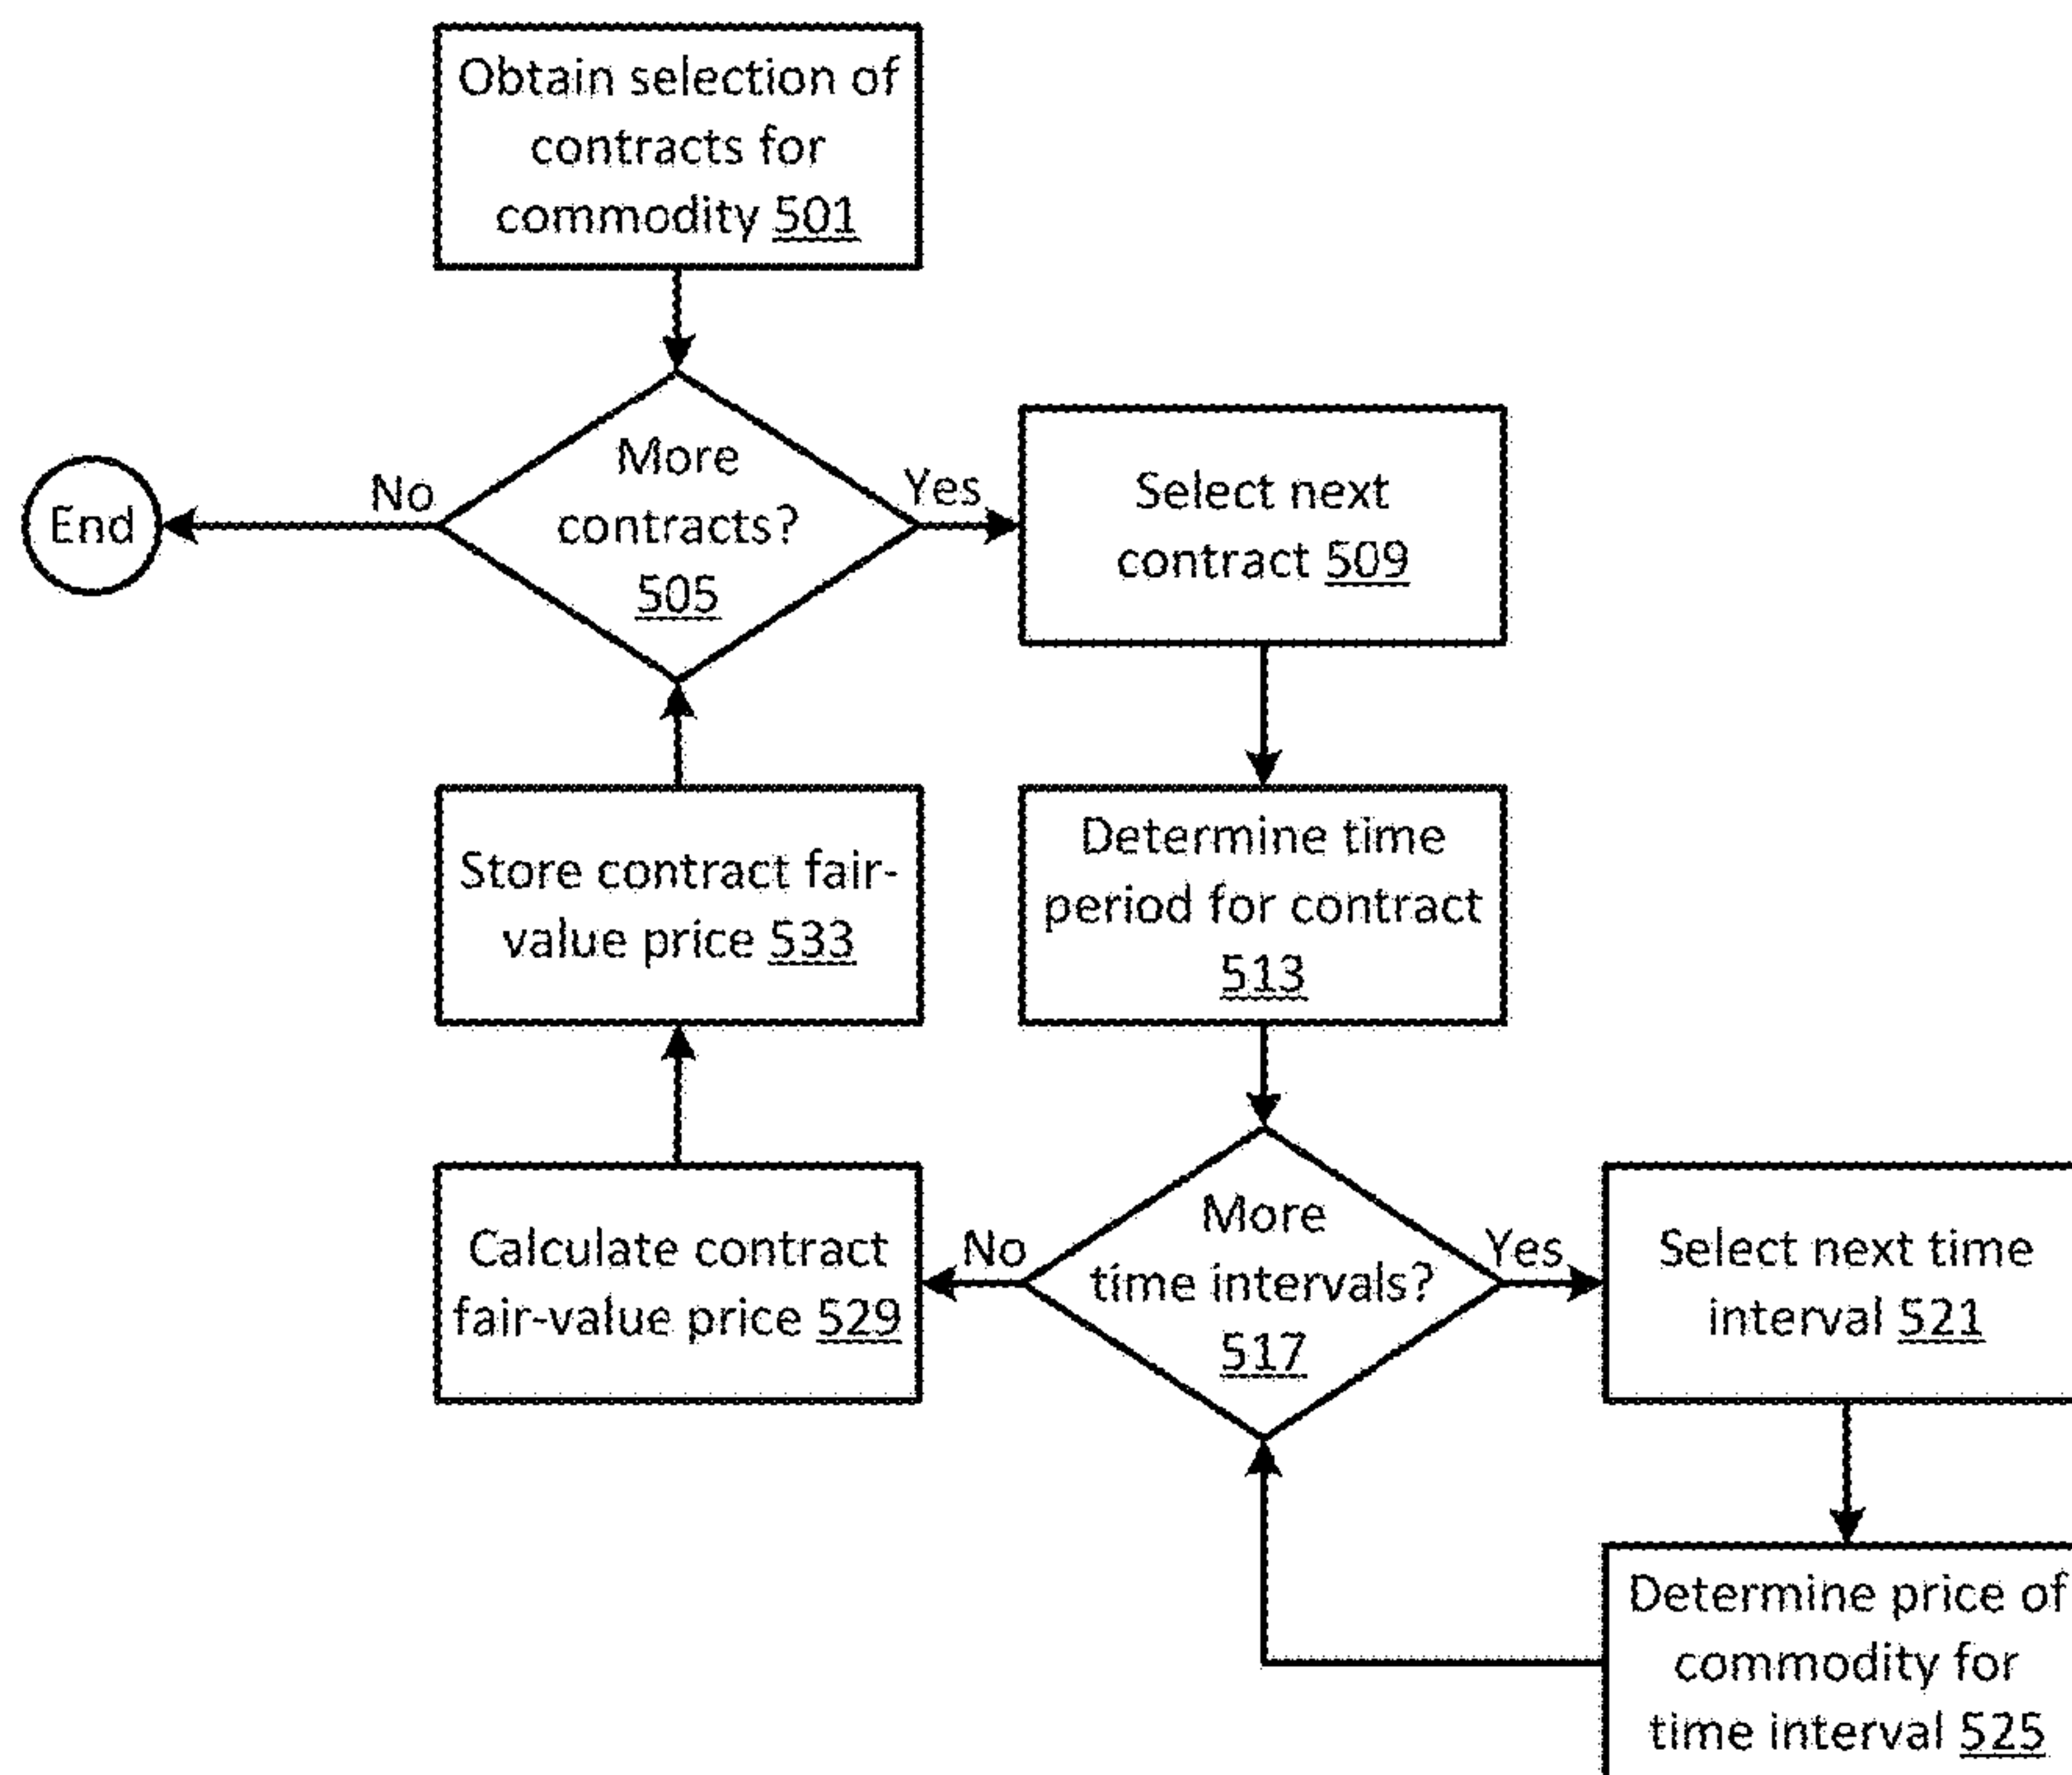 Obtain selection of
contracts for
commodity 501
More
contracts?
505
No
Yes
End
Select next
contract 509
Store contract fair-
value price 533
Determine time
period for contract
513
Calculate contract
fair-value price 529
No
More
time intervals?
517
Yes
Select next time
interval 521
Determine price of
commodity for
time interval 525